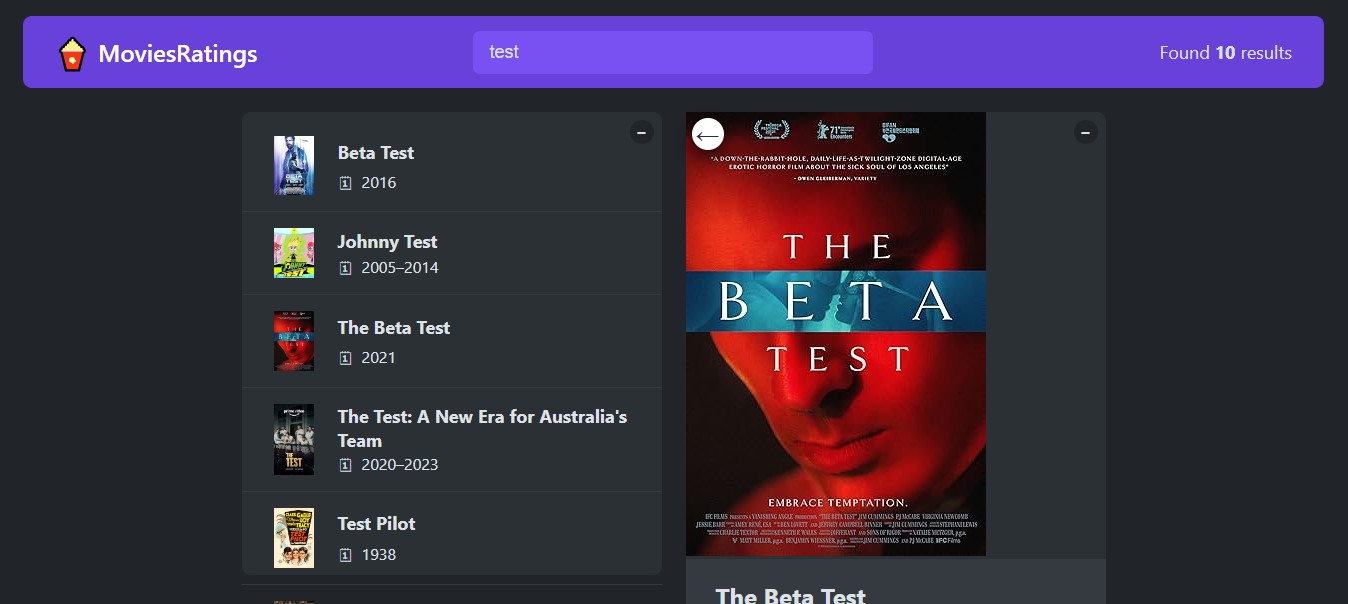 MoviesRatings
test
Found 10 results
Beta Test
2016
Johnny Test
2005–2014
The Beta Test
2021
The Test: A New Era for Australia's
Team
2020–2023
Test Pilot
1938
"A DOWN-THE-RABBIT-HOLE, DAILY-LIFE-AS-TWILIGHT-ZONE DIGITAL-AGE
EROTIC HORROR FILM ABOUT THE SICK SOUL OF LOS ANGELES"
- OWEN GLEIBERMAN, VARIETY
THE
BETA
TEST
EMBRACE TEMPTATION.
The Beta Test